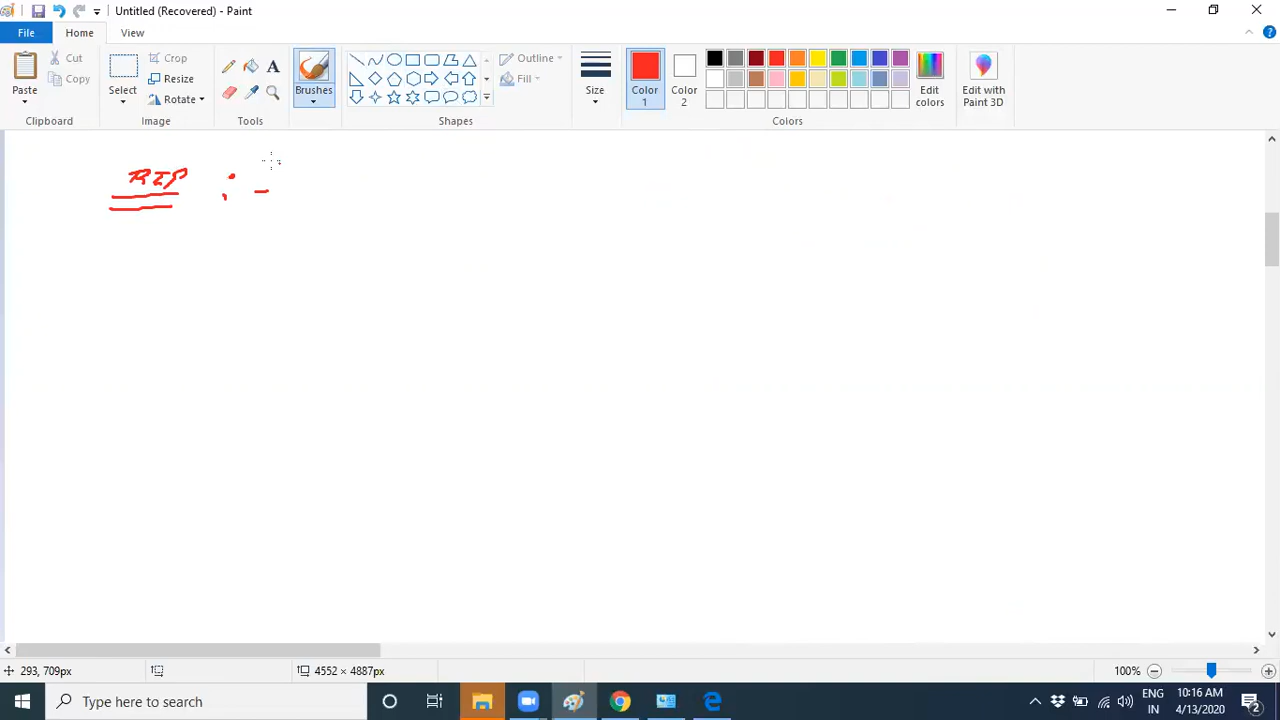 Untitled (Recovered) - Paint
File Home View
Paste
Cut
Copy
Clipboard
Select
Crop
Resize
Rotate
Image
A
Tools
Brushes
Shapes
Outline
Fill
Size
Color 1
Color 2
Colors
Edit colors
Edit with Paint 3D
RIP :-
293, 709px
4552 × 4887px
100%
Type here to search
ENG
IN
10:16 AM
4/13/2020
2